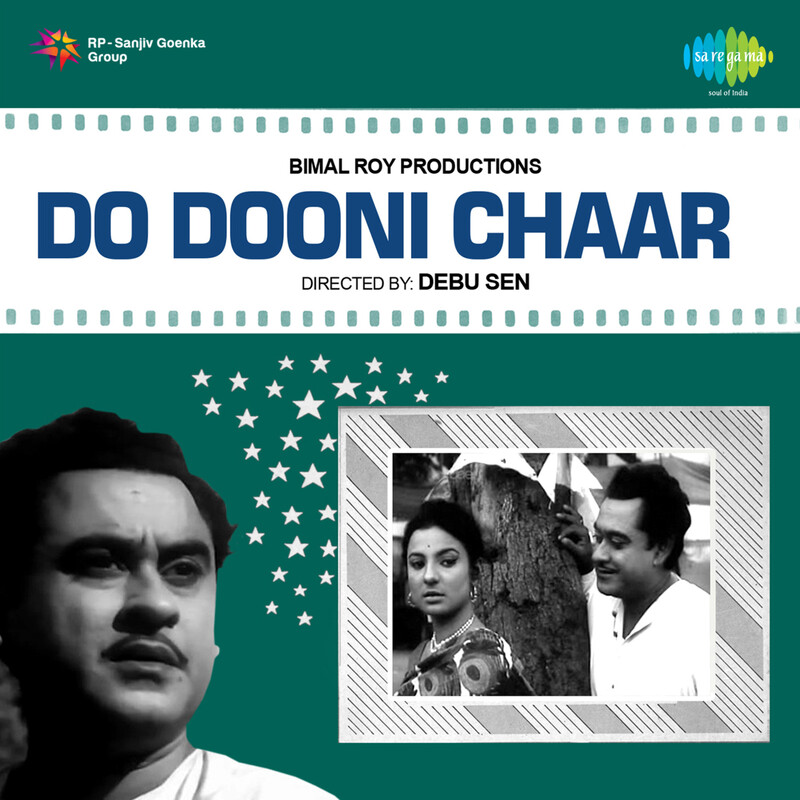 RP - Sanjiv Goenka
Group
sa re ga ma
soul of India
BIMAL ROY PRODUCTIONS
DO DOONI CHAAR
DIRECTED BY: DEBU SEN